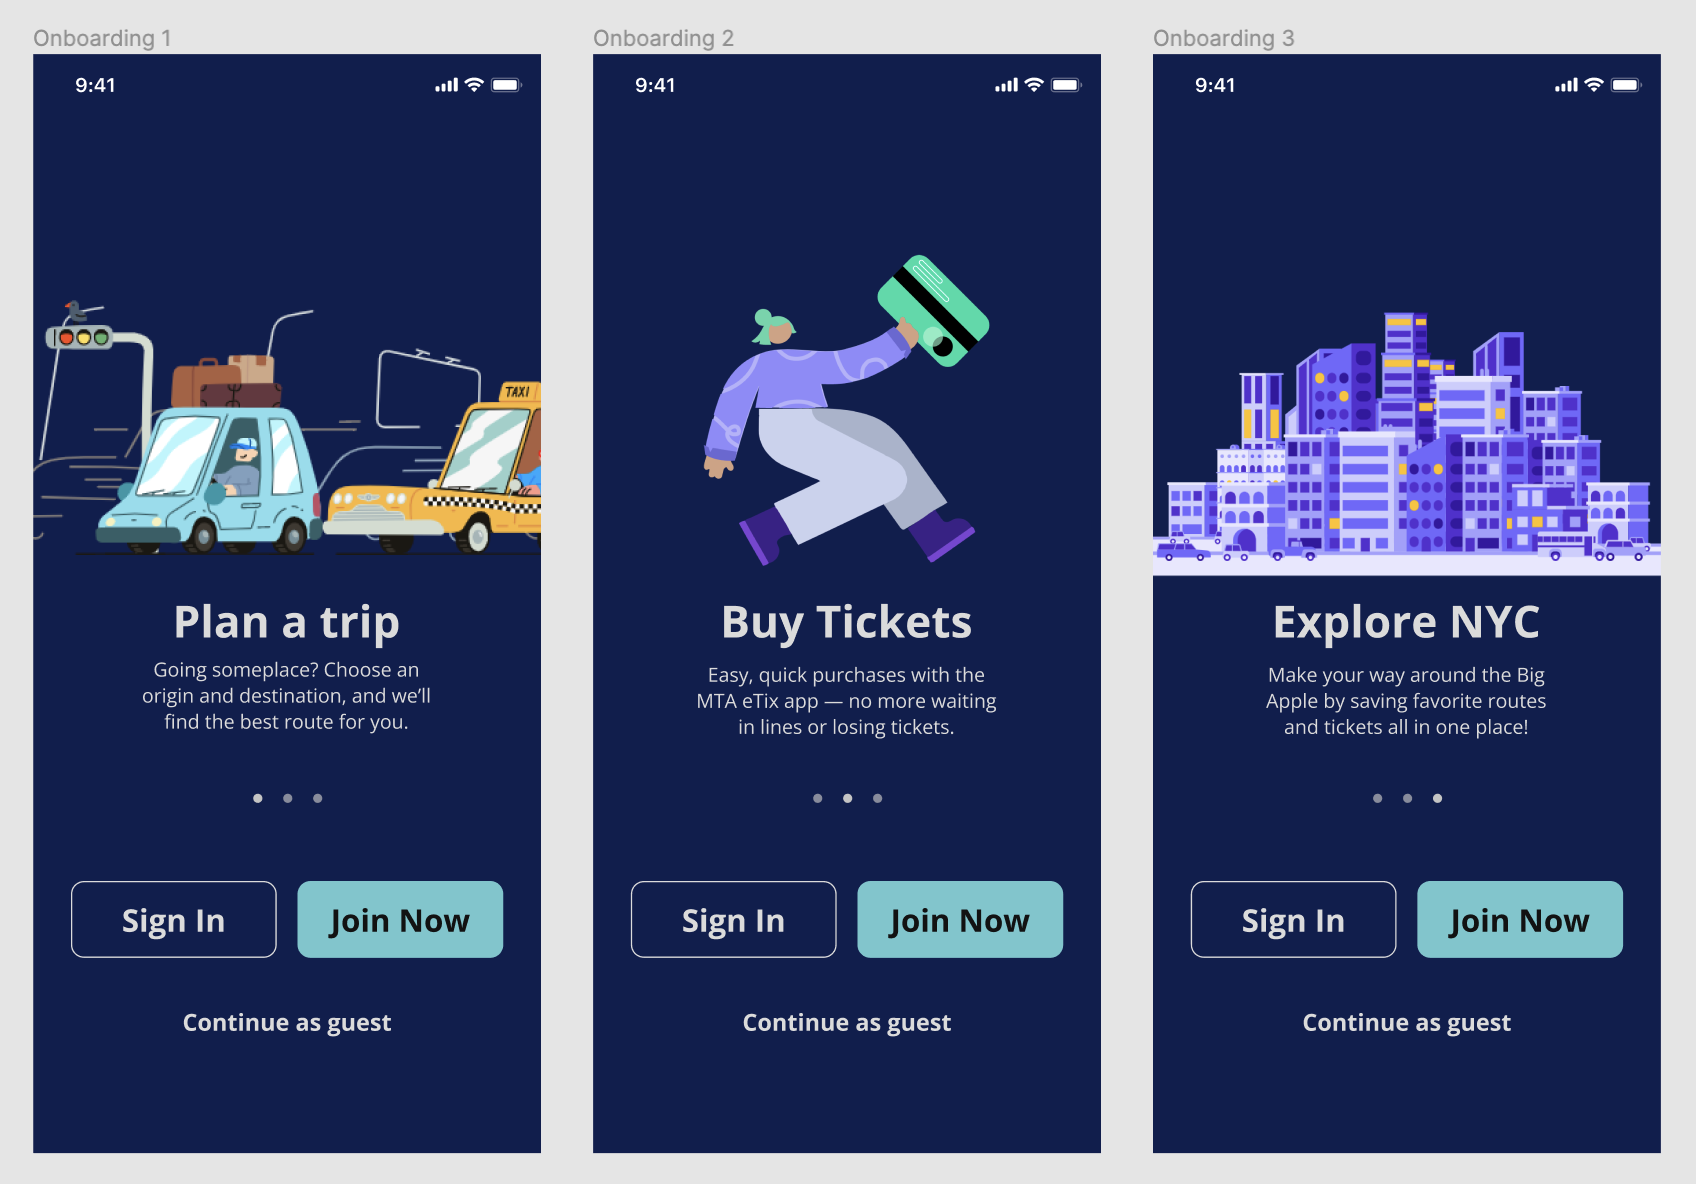 Onboarding 1
9:41
TAXI
Plan a trip
Going someplace? Choose an
origin and destination, and we’ll
find the best route for you.
Sign In
Join Now
Continue as guest
Onboarding 2
9:41
Buy Tickets
Easy, quick purchases with the
MTA eTix app — no more waiting
in lines or losing tickets.
Sign In
Join Now
Continue as guest
Onboarding 3
9:41
Explore NYC
Make your way around the Big
Apple by saving favorite routes
and tickets all in one place!
Sign In
Join Now
Continue as guest